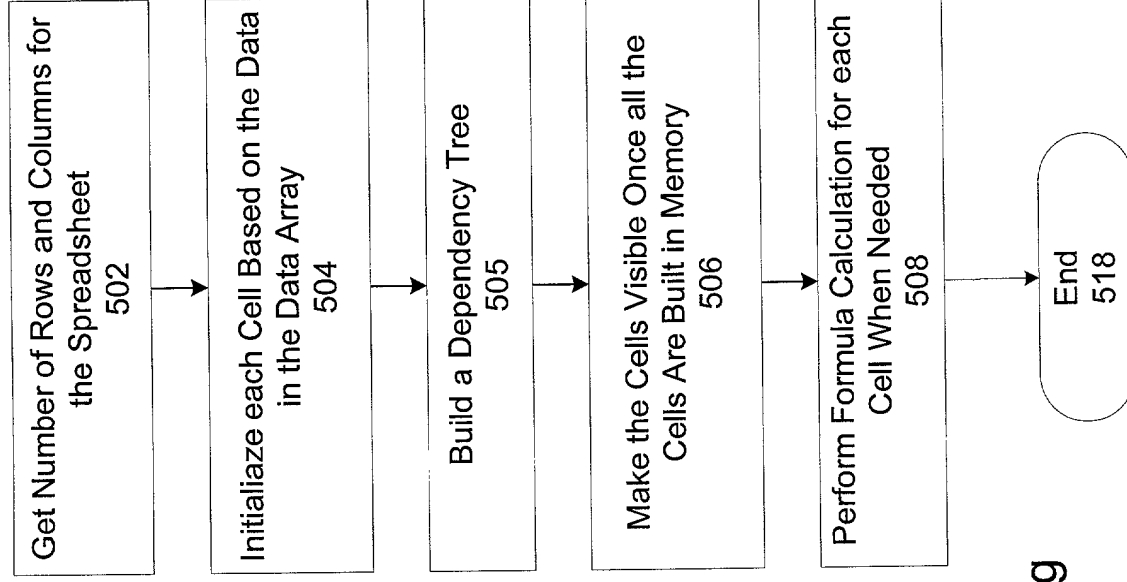 Get Number of Rows and Columns for
the Spreadsheet
502
Initialiaze each Cell Based on the Data
in the Data Array
504
Build a Dependency Tree
505
Make the Cells Visible Once all the
Cells Are Built in Memory
506
Perform Formula Calculation for each
Cell When Needed
508
End
518
g